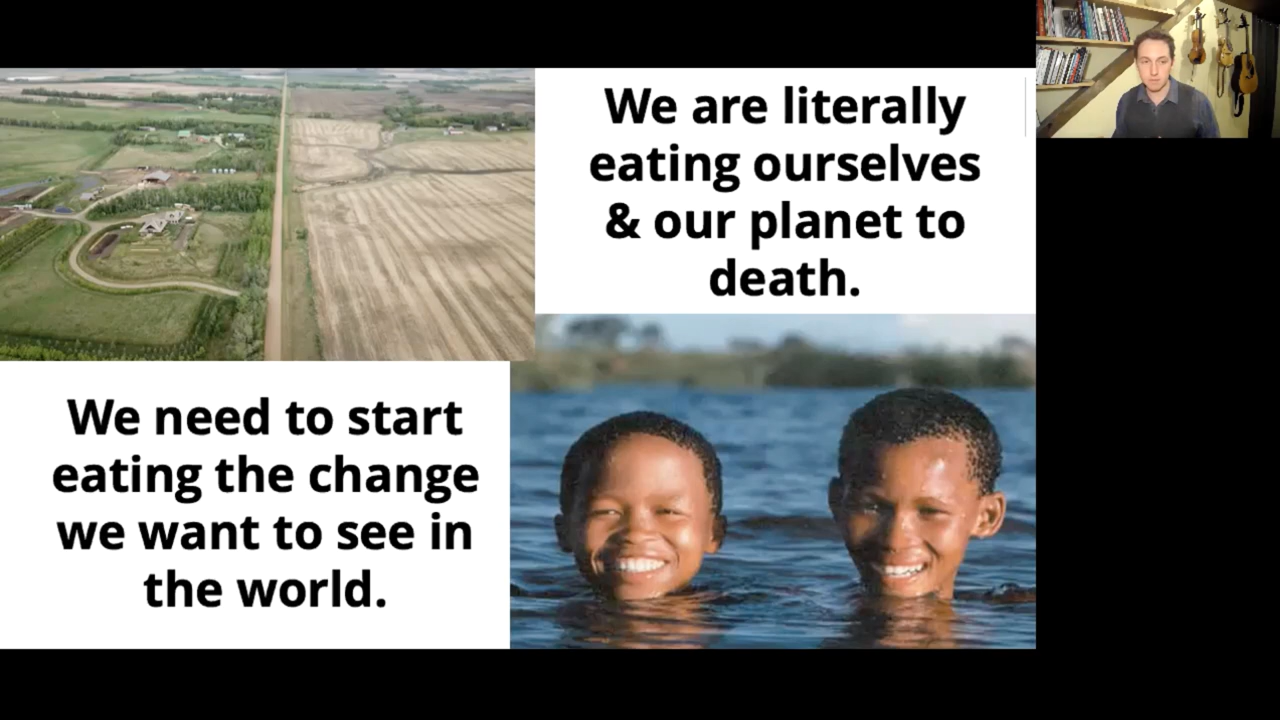 We are literally
eating ourselves
& our planet to
death.
We need to start
eating the change
we want to see in
the world.